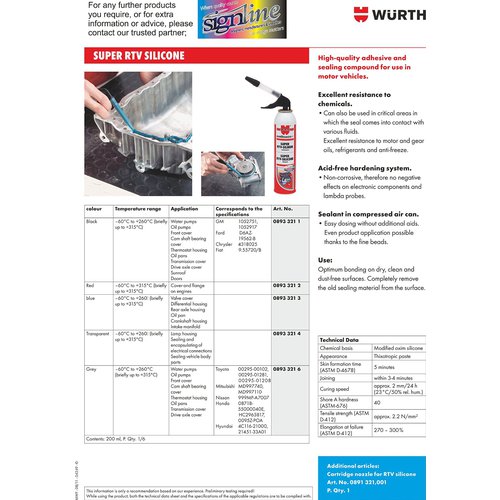 For any further products
you require, or for extra
information or advice, please
contact our trusted partner;
When quality matters
signline
WÜRTH
SUPER RTV SILICONE
High-quality adhesive and
sealing compound for use in
motor vehicles.
Excellent resistance to
chemicals.
• Can also be used in critical areas in
which the seal comes into contact with
various fluids.
Excellent resistance to motor and gear
oils, refrigerants and anti-freeze.
Acid-free hardening system.
• Non-corrosive, therefore no negative
effects on electronic components and
lambda probes.
Sealant in compressed air can.
• Easy dosing without additional aids.
Even product application possible
thanks to the fine beads.
Use:
Optimum bonding on dry, clean and
dust-free surfaces. Completely remove
the old sealing material from the surface.
colour Temperature range Application Corresponds to the specifications Art. No.
Black –60°C to +260°C (briefly up to +315°C) 0893 321 1
Water pumps GM 1052751,
Oil pumps 1052917
Front cover Ford D6AZ-
Cam shaft bearing cover 19562-B
Chrysler 4318025
Thermostat housing Fiat 9.55720/B
Oil pans
Transmission cover
Drive axle cover
Sunroof
Doors
Red –60°C to +315°C (briefly up to +315°C) Cover and flange on engines 0893 321 2
blue –60°C to +260: (briefly up to +315°C) 0893 321 3
Valve cover
Differential housing
Rear axle housing
Oil pan
Crankshaft housing
Intake manifold
Transparent –60°C to +260: (briefly up to +315°C) 0893 321 4
Lamp housing
Sealing and
encapsulating of
electrical connections
Sealing vehicle body
parts
Grey –60°C to +260°C (briefly up to +315°C) 0893 321 6
Water pumps Toyota 00295-00102,
Oil pumps 00295-01281,
Front cover 00295-01208
Cam shaft bearing cover Mitsubishi MD997740,
MD997110
Thermostat housing Nissan 999MP-A7007
Oil pans Honda 08718-
Transmission cover 55000040E,
Drive axle cover HC2963817,
Hyundai 4C116-21000,
21451-33A01
Contents: 200 ml, P. Qty. 1/6
Technical Data
Chemical basis Modified oxim silicone
Appearance Thixotropic paste
Skin formation time (ASTM D-4678) 5 minutes
Joining within 3-4 minutes
Curing speed approx. 2 mm/24 h (23°C/50% rel. hum.)
Shore A hardness (ASTM-676) 40
Tensile strength (ASTM D-412) approx. 2.2 N/mm²
Elongation at failure (ASTM D-412) 270 – 300%
Additional articles:
Cartridge nozzle for RTV silicone
Art. No. 0891 321,001
P. Qty. 1
This information is only a recommendation based on our experience. Preliminary testing required!
While using the product, both the technical data sheet and the specifications of the applicable regulations are to be complied with.